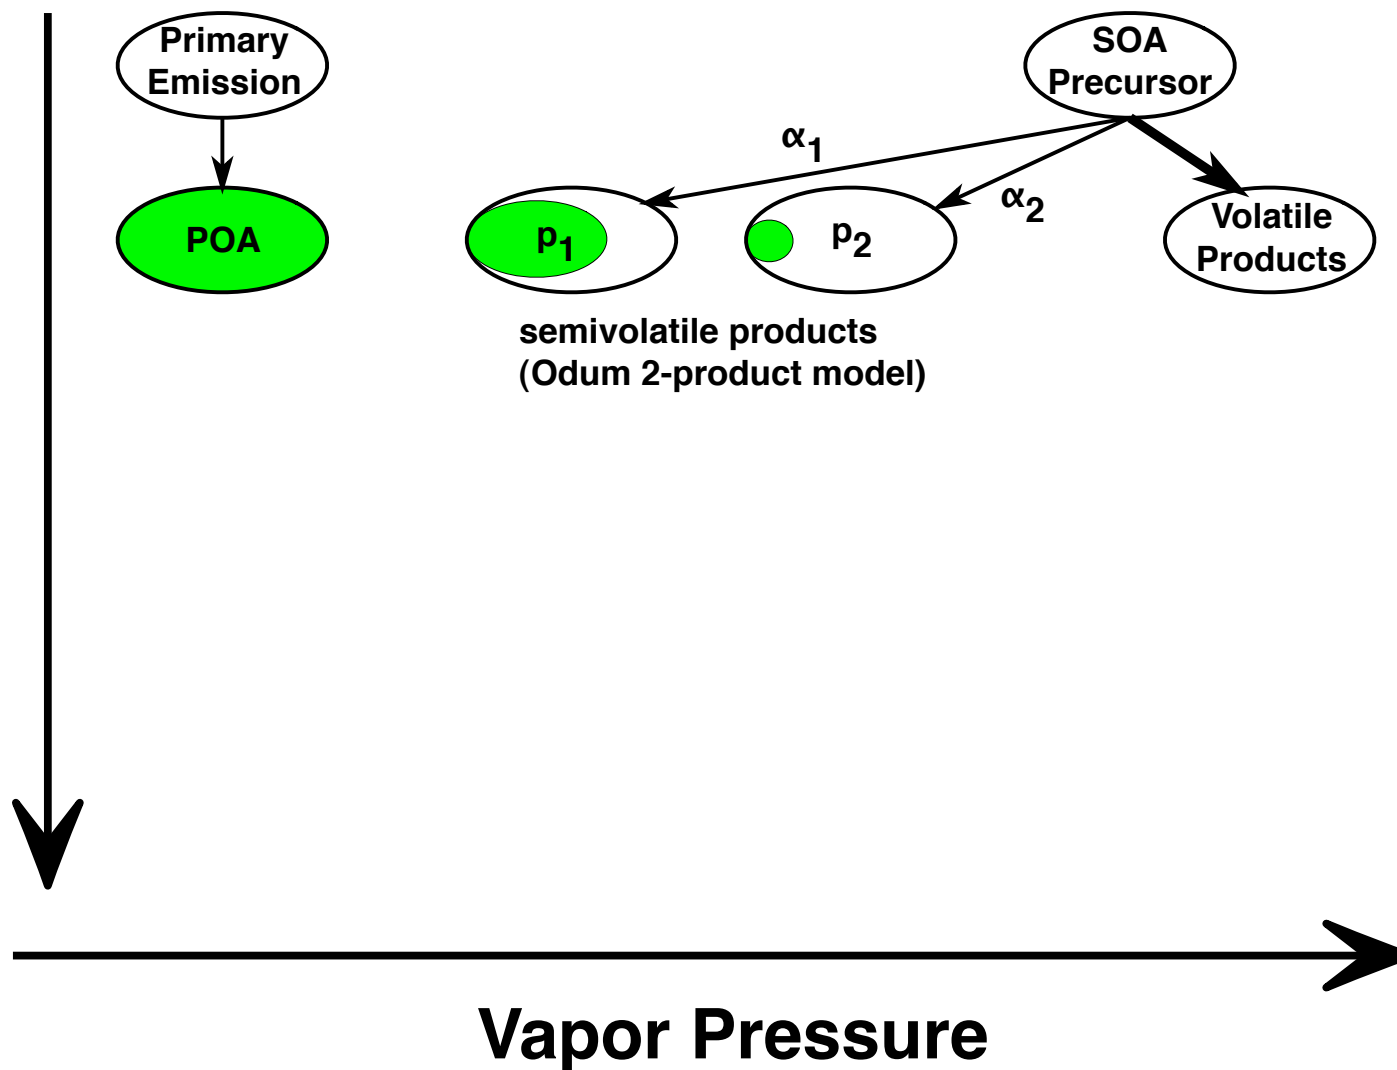 Primary
Emission
SOA
Precursor
α1
α2
POA
p1
p2
Volatile
Products
semivolatile products
(Odum 2-product model)
Vapor Pressure